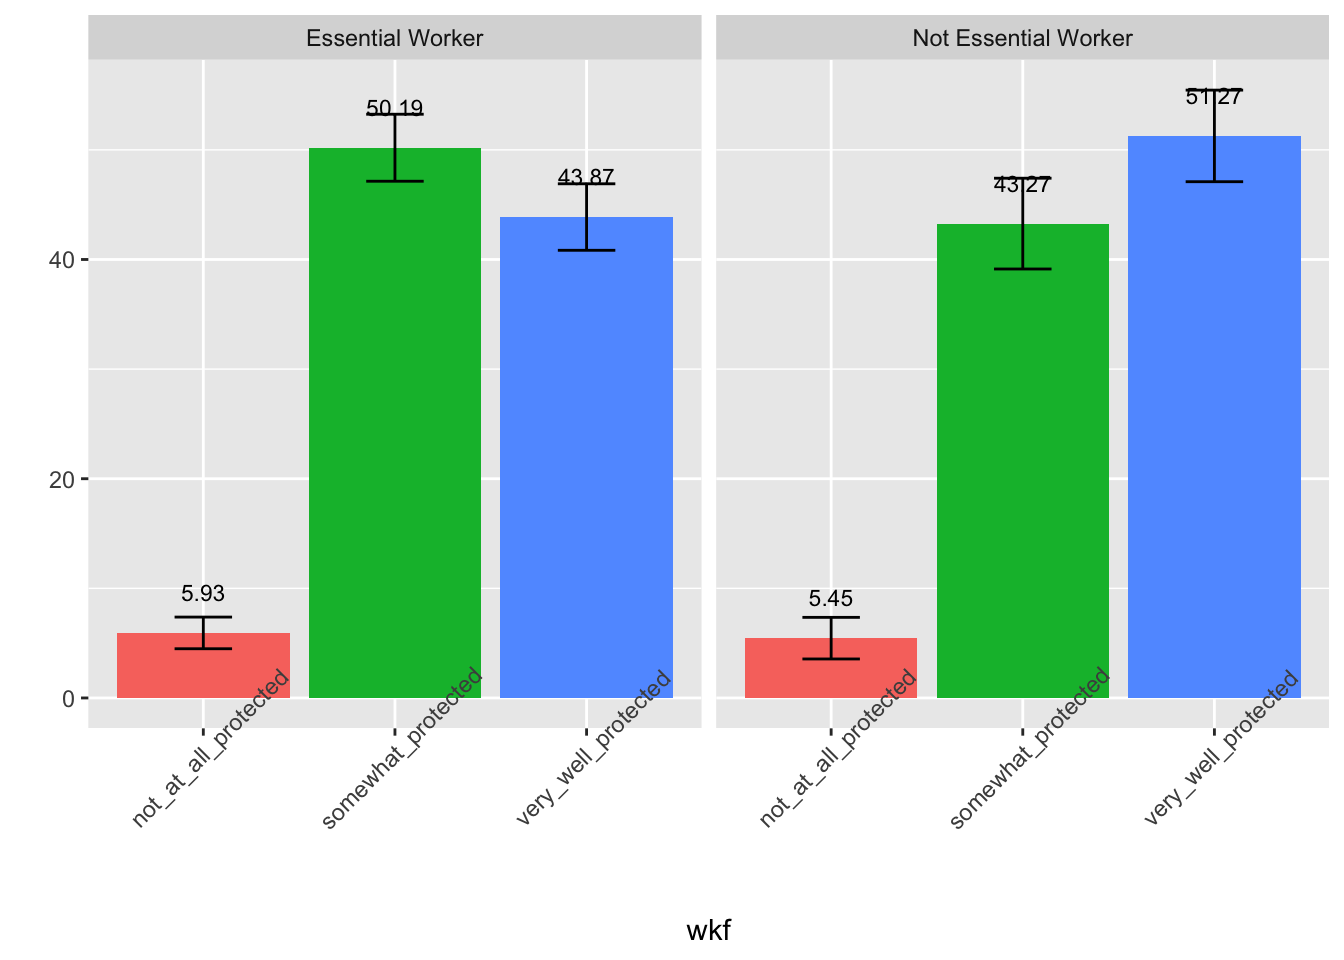 Essential Worker
Not Essential Worker
50.19
43.87
5.93
51.27
43.27
5.45
40
20
0
not_at_all_protected
somewhat_protected
very_well_protected
not_at_all_protected
somewhat_protected
very_well_protected
wkf